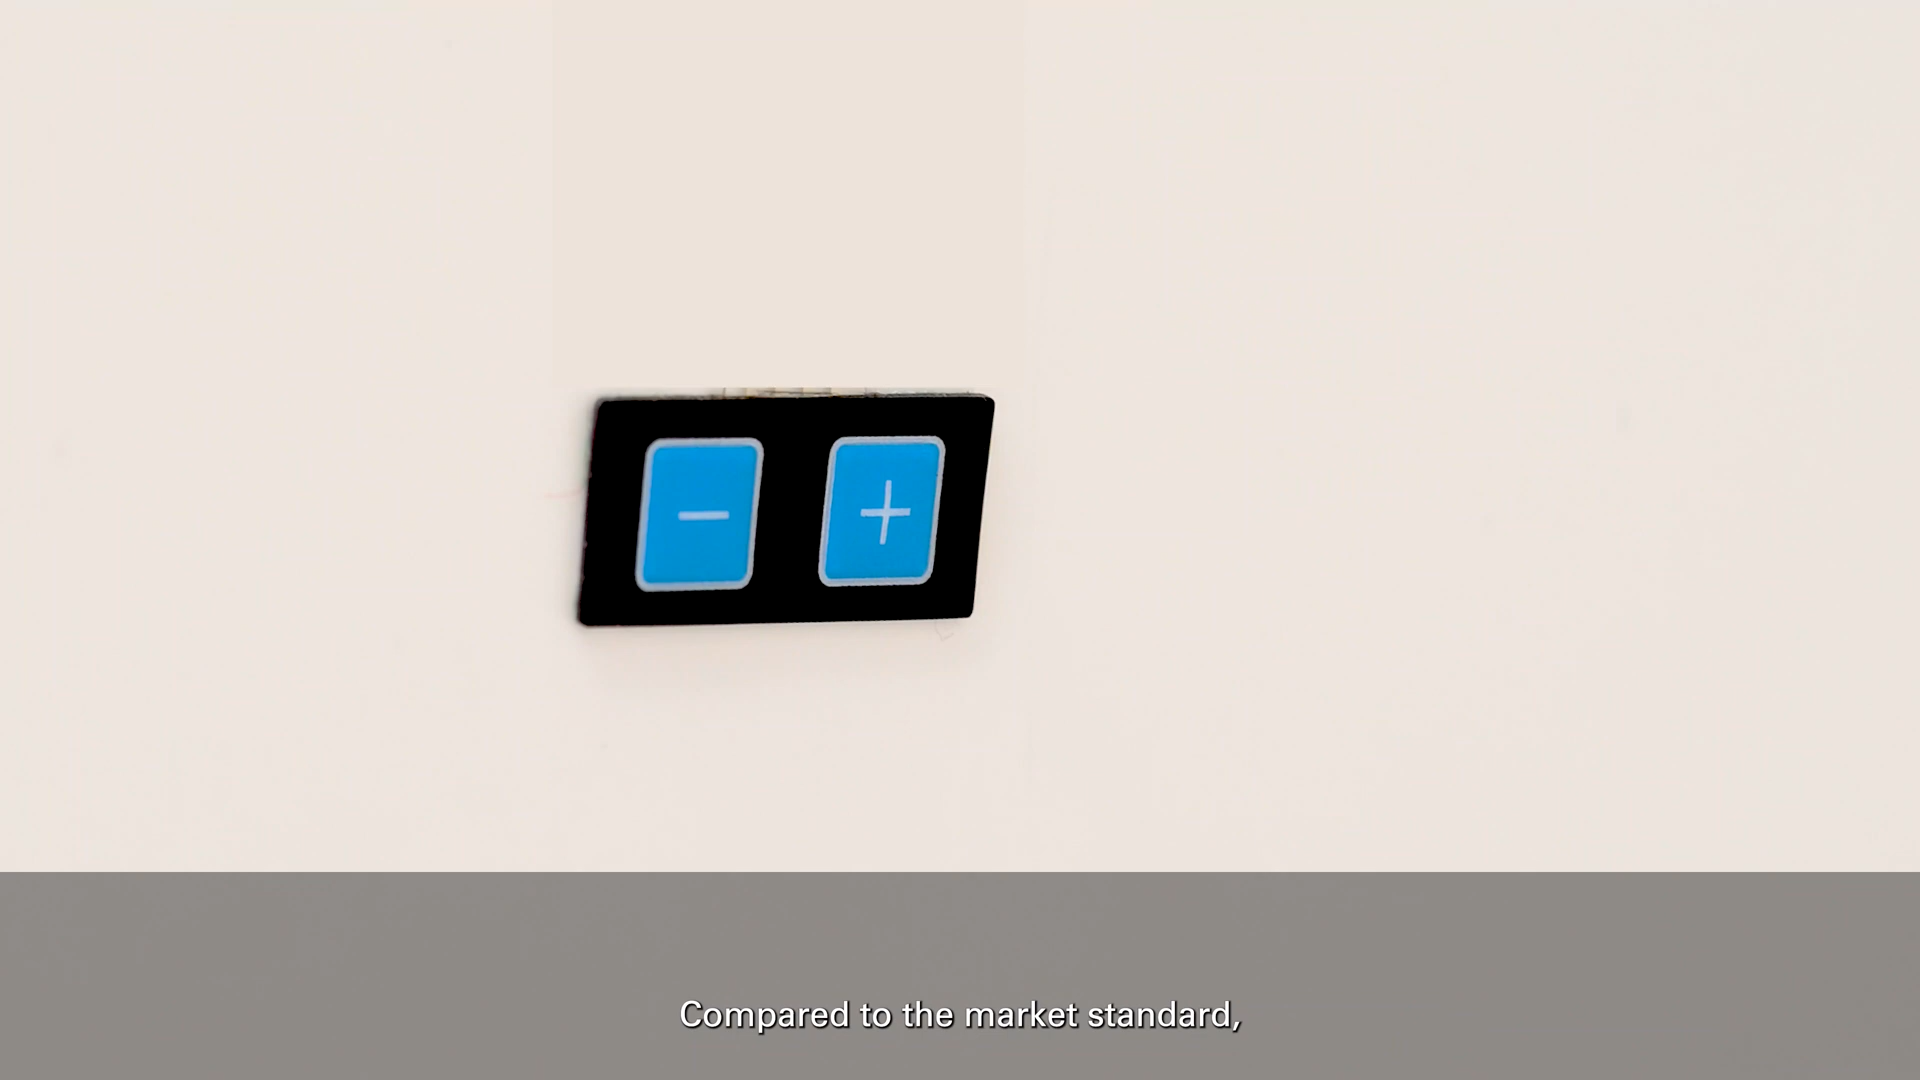 − +
Compared to the market standard,